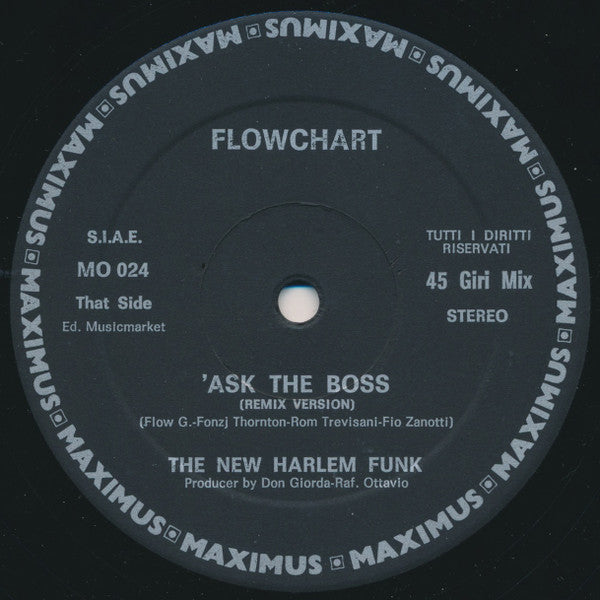 MAXIMUS MAXIMUS MAXIMUS MAXIMUS MAXIMUS MAXIMUS MAXIMUS MAXIMUS MAXIMUS MAXIMUS MAXIMUS MAXIMUS
FLOWCHART
S.I.A.E.
MO 024
That Side
Ed. Musicmarket
TUTTI I DIRITTI
RISERVATI
45 Giri Mix
STEREO
'ASK THE BOSS
(REMIX VERSION)
(Flow G.-Fonzj Thornton-Rom Trevisani-Fio Zanotti)
THE NEW HARLEM FUNK
Producer by Don Giorda-Raf. Ottavio